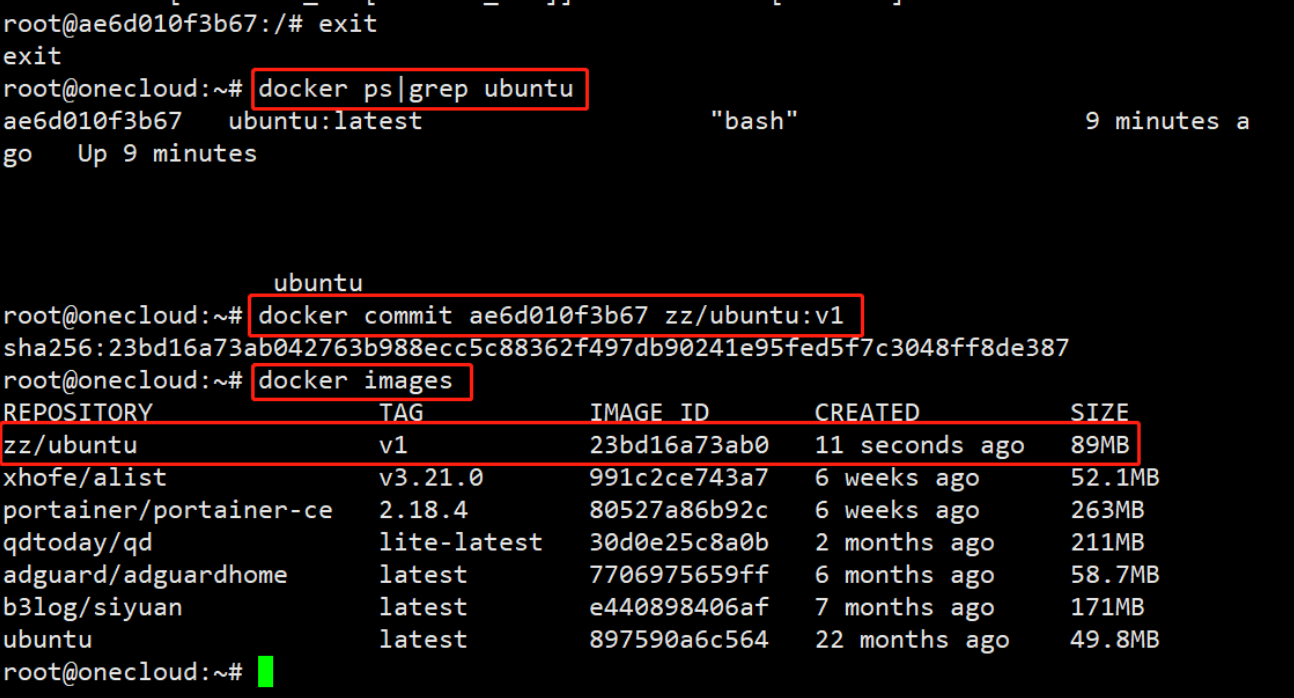 root@ae6d010f3b67:/# exit
exit
root@onecloud:~# docker ps|grep ubuntu
ae6d010f3b67   ubuntu:latest                   "bash"                   9 minutes a
go   Up 9 minutes
ubuntu
root@onecloud:~# docker commit ae6d010f3b67 zz/ubuntu:v1
sha256:23bd16a73ab042763b988ecc5c88362f497db90241e95fed5f7c3048ff8de387
root@onecloud:~# docker images
REPOSITORY               TAG           IMAGE ID       CREATED          SIZE
zz/ubuntu                v1            23bd16a73ab0   11 seconds ago   89MB
xhofe/alist              v3.21.0       991c2ce743a7   6 weeks ago      52.1MB
portainer/portainer-ce   2.18.4        80527a86b92c   6 weeks ago      263MB
qdtoday/qd               lite-latest   30d0e25c8a0b   2 months ago     211MB
adguard/adguardhome      latest        7706975659ff   6 months ago     58.7MB
b3log/siyuan             latest        e440898406af   7 months ago     171MB
ubuntu                   latest        897590a6c564   22 months ago    49.8MB
root@onecloud:~#